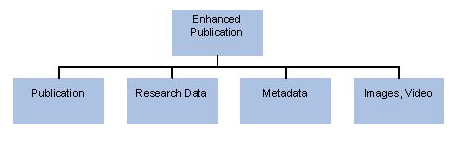 Enhanced
Publication
Publication
Research Data
Metadata
Images, Video